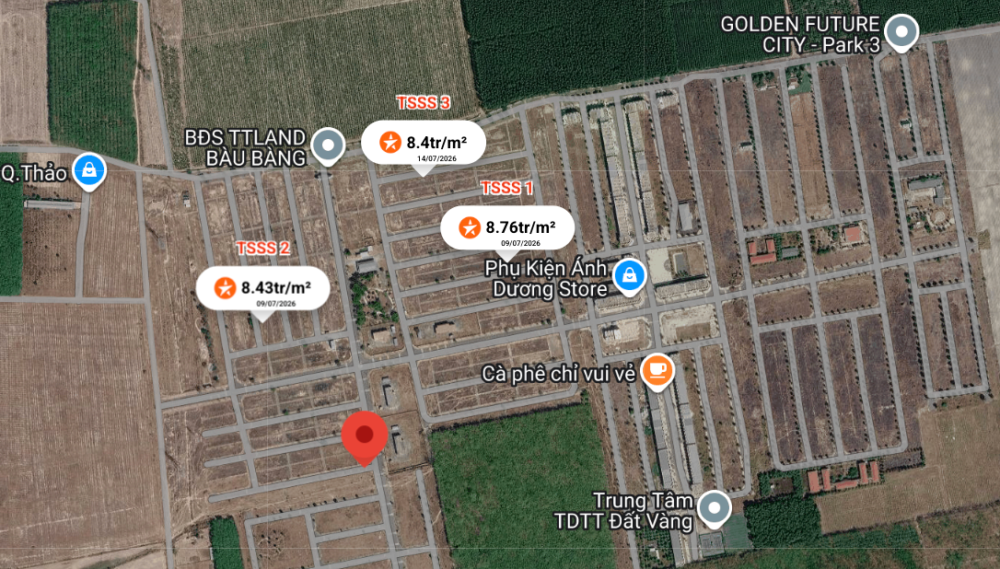 GOLDEN FUTURE
CITY - Park 3
TSSS 3
BĐS TTLAND
BÀU BÀNG
8.4tr/m²
14/07/2026
Q.Thảo
TSSS 1
8.76tr/m²
09/07/2026
TSSS 2
8.43tr/m²
09/07/2026
Phụ Kiện Ánh
Dương Store
Cà phê chỉ vui vẻ
Trung Tâm
TDTT Đất Vàng